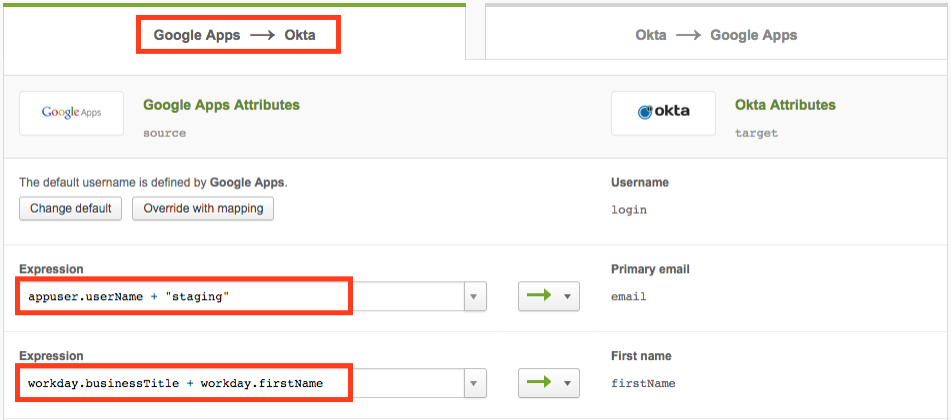 Google Apps → Okta
Okta → Google Apps
Google Apps
Google Apps Attributes
source
okta
Okta Attributes
target
The default username is defined by Google Apps.
Change default
Override with mapping
Username
login
Expression
Primary email
appuser.userName + "staging"
email
Expression
First name
workday.businessTitle + workday.firstName
firstName